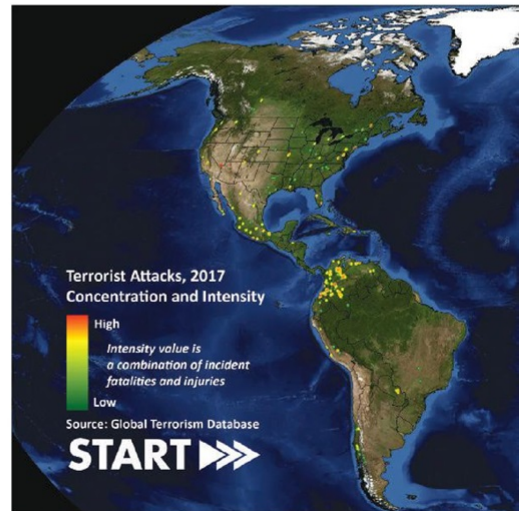 Terrorist Attacks, 2017
Concentration and Intensity
High
Intensity value is
a combination of incident
fatalities and injuries
Low
Source: Global Terrorism Database
START